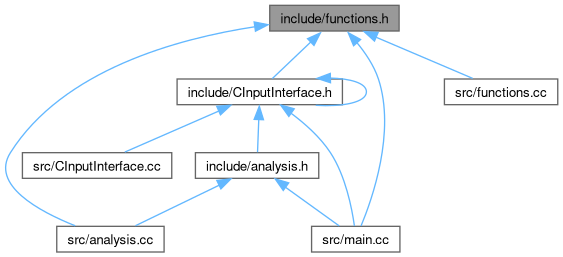 include/functions.h
include/CInputInterface.h
src/functions.cc
src/CInputInterface.cc
include/analysis.h
src/analysis.cc
src/main.cc